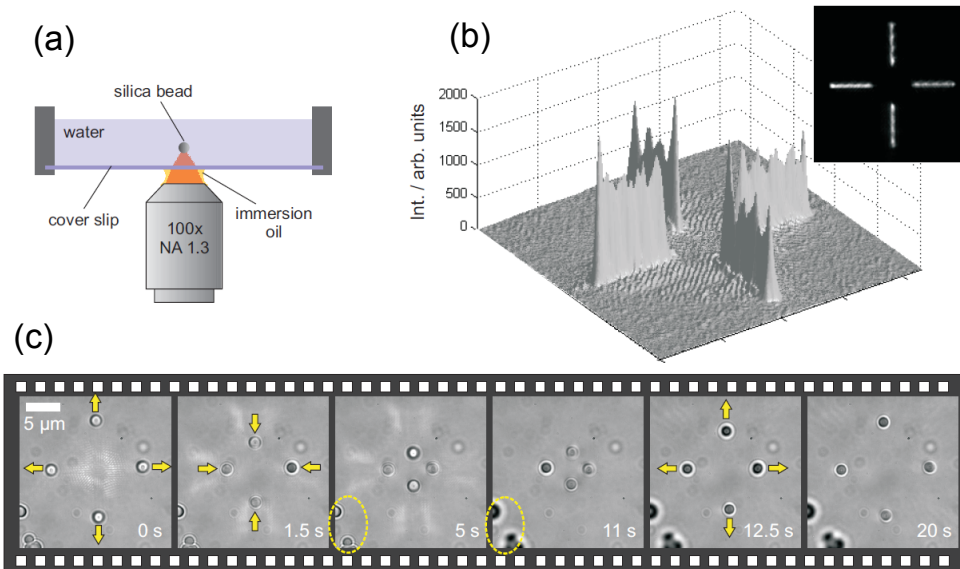 (a)
silica bead
water
cover slip
immersion
oil
100x
NA 1.3
(b)
2000
1500
1000
500
0
Int. / arb. units
(c)
5 µm
0 s
1.5 s
5 s
11 s
12.5 s
20 s